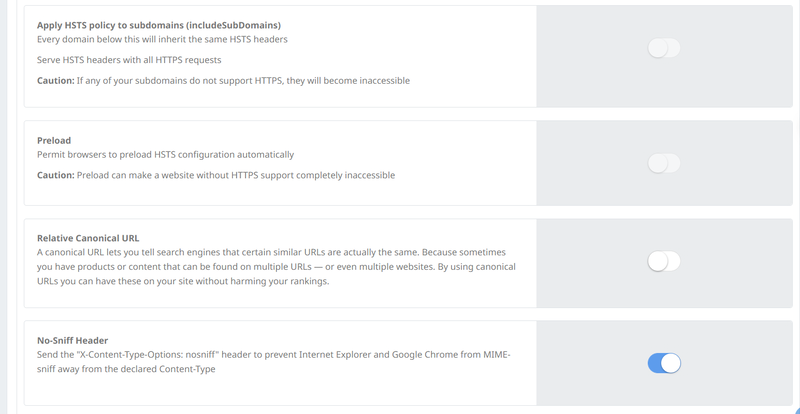 Apply HSTS policy to subdomains (includeSubDomains)
Every domain below this will inherit the same HSTS headers
Serve HSTS headers with all HTTPS requests
Caution: If any of your subdomains do not support HTTPS, they will become inaccessible
Preload
Permit browsers to preload HSTS configuration automatically
Caution: Preload can make a website without HTTPS support completely inaccessible
Relative Canonical URL
A canonical URL lets you tell search engines that certain similar URLs are actually the same. Because sometimes
you have products or content that can be found on multiple URLs — or even multiple websites. By using canonical
URLs you can have these on your site without harming your rankings.
No-Sniff Header
Send the "X-Content-Type-Options: nosniff" header to prevent Internet Explorer and Google Chrome from MIME-
sniff away from the declared Content-Type